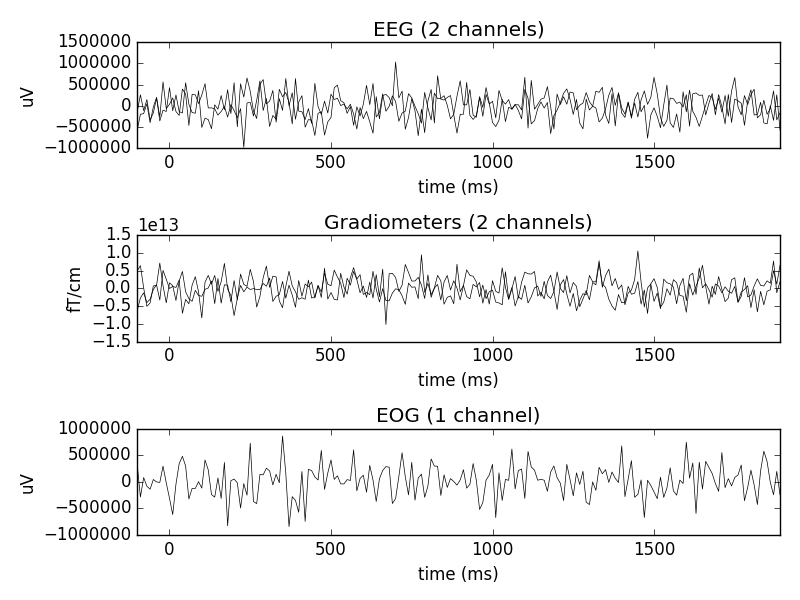 EEG (2 channels)
1500000
1000000
500000
0
−500000
−1000000
uV
0 500 1000 1500
time (ms)
Gradiometers (2 channels)
1e13
1.5
1.0
0.5
0.0
−0.5
−1.0
−1.5
fT/cm
0 500 1000 1500
time (ms)
EOG (1 channel)
1000000
500000
0
−500000
−1000000
uV
0 500 1000 1500
time (ms)